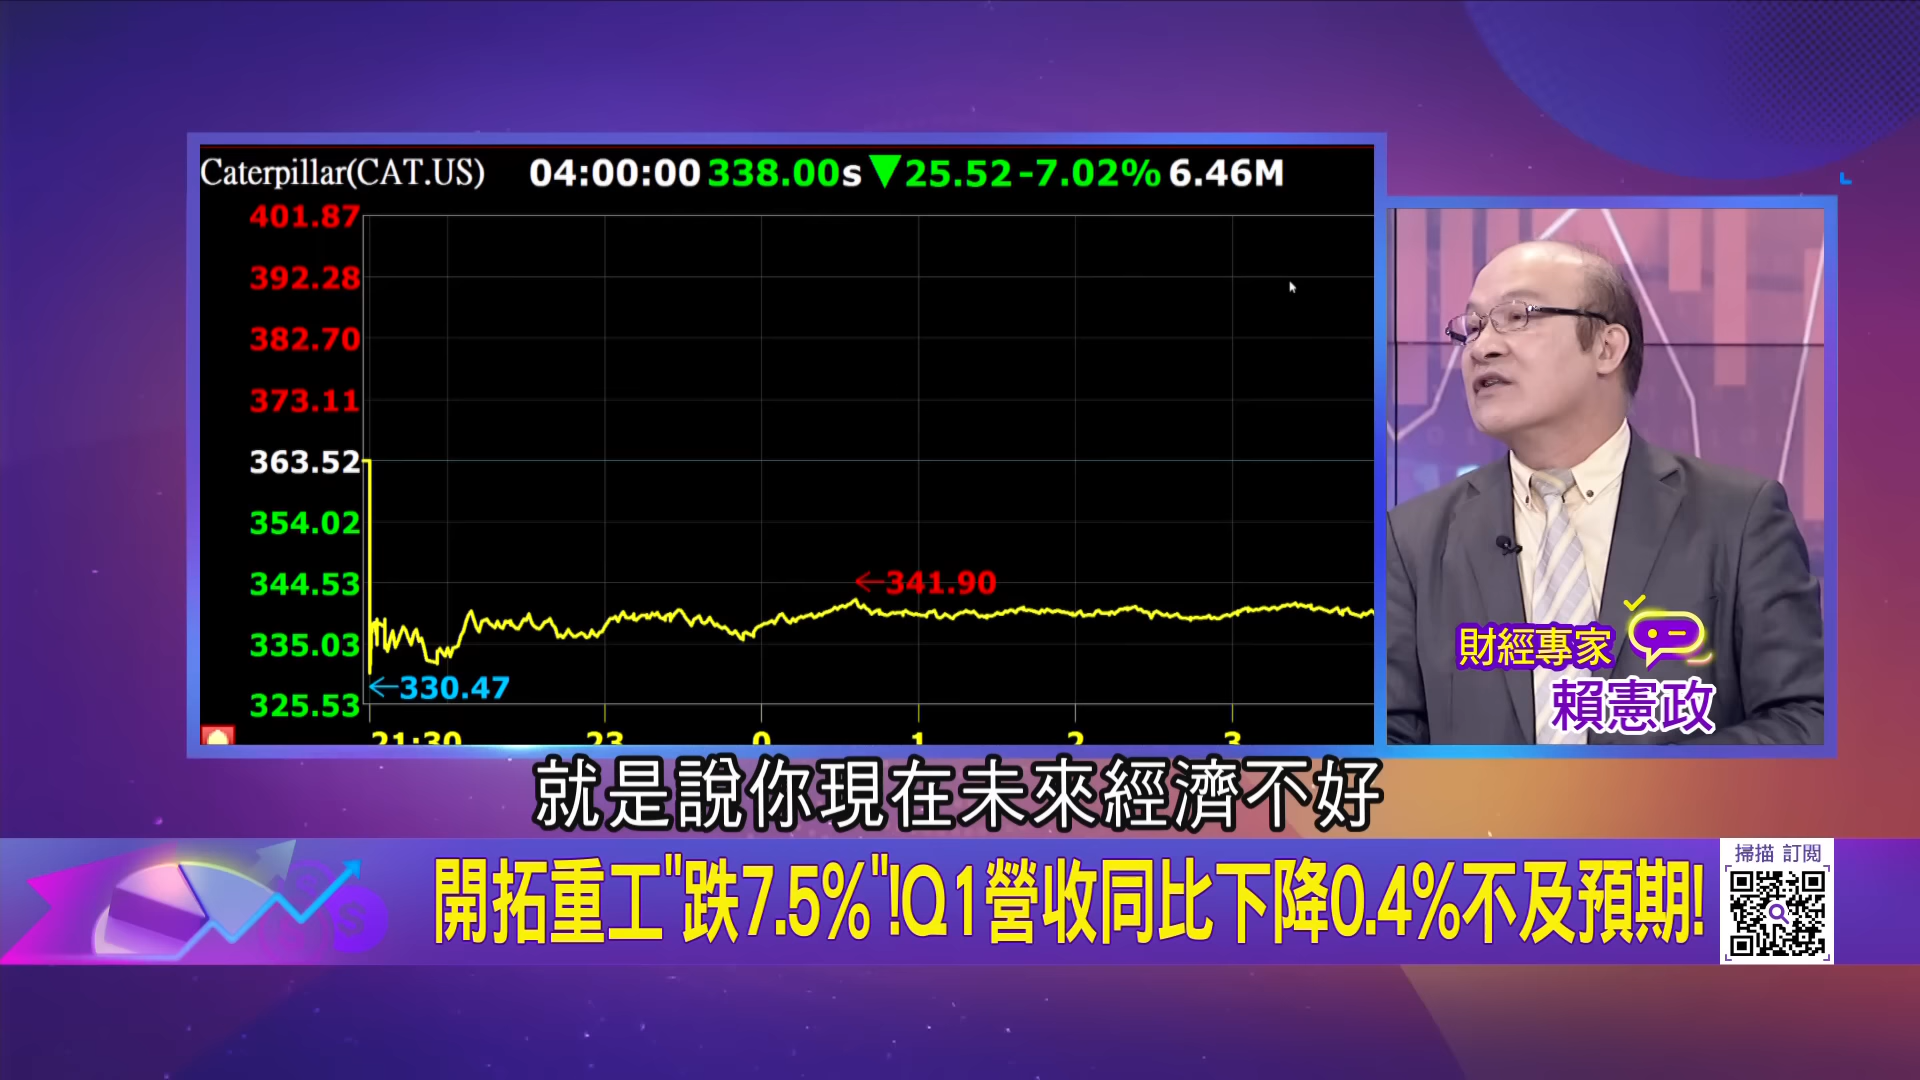 Caterpillar(CAT.US) 04:00:00 338.00s ▼25.52 -7.02% 6.46M
401.87
392.28
382.70
373.11
363.52
354.02
344.53
←341.90
335.03
←330.47
325.53
21:30 23 0 1 2 3
財經專家
賴憲政
就是說你現在未來經濟不好
開拓重工"跌7.5%"!Q1營收同比下降0.4%不及預期!
掃描 訂閱